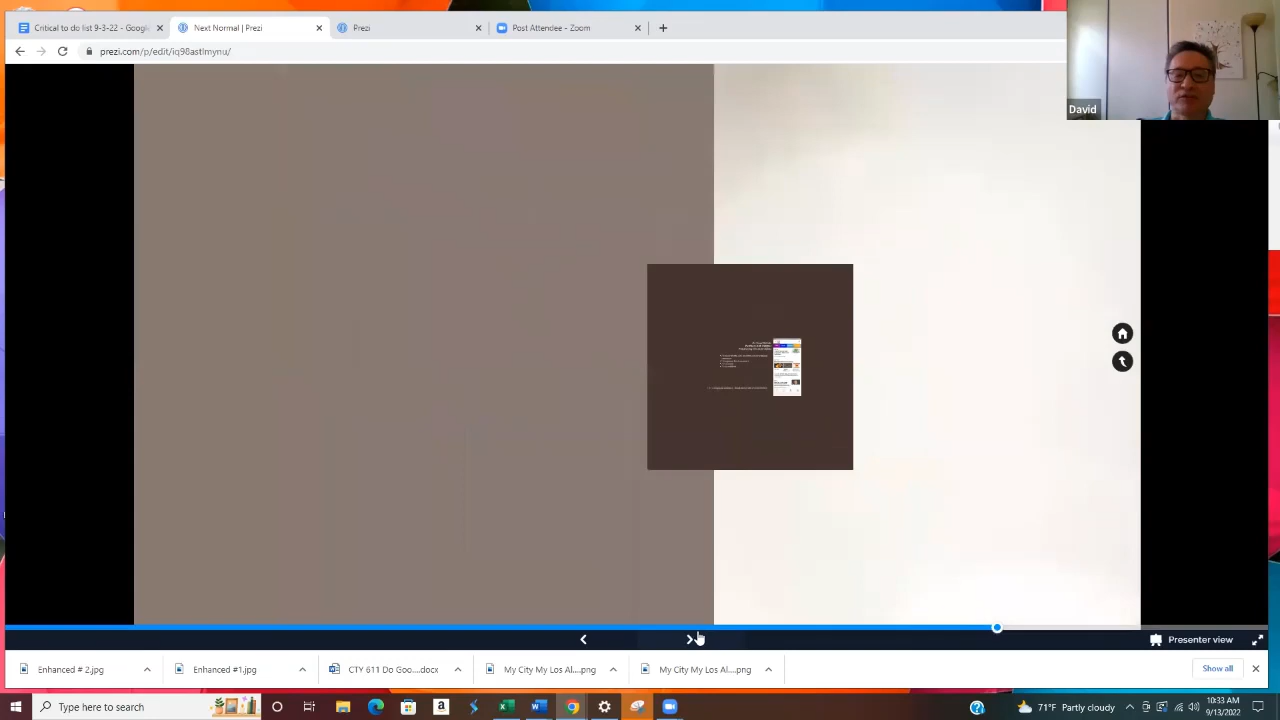 Critical to do list 9-3-22 - Google
Next Normal | Prezi
Prezi
Post Attendee - Zoom
prezi.com/p/edit/iq98astlmynu/
David
Presenter view
Enhanced # 2.jpg
Enhanced #1.jpg
CTY 611 Do Goo....docx
My City My Los Al....png
My City My Los Al....png
Show all
Type here to search
71°F Partly cloudy
10:33 AM
9/13/2022